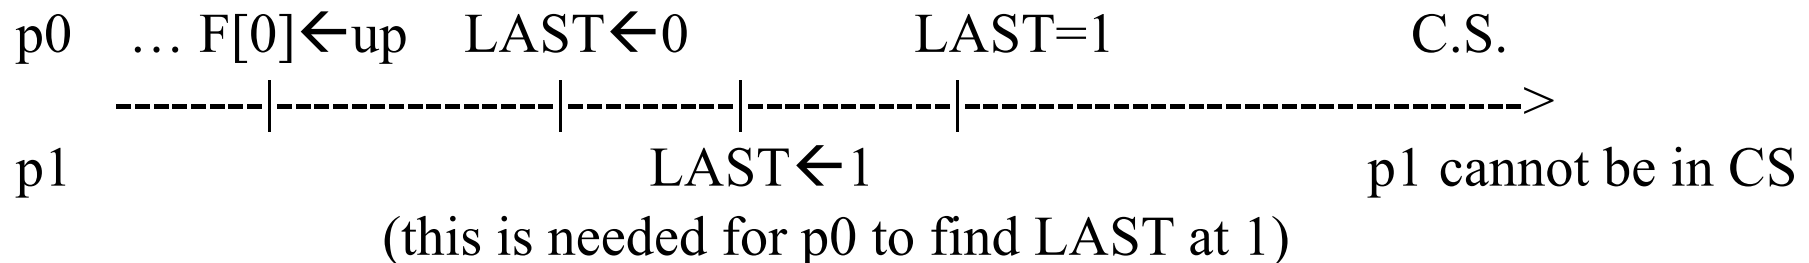 p0 … F[0]←up LAST←0 LAST=1 C.S.
--------|---------------|---------|-----------|------------------------------>
p1 LAST←1 p1 cannot be in CS
(this is needed for p0 to find LAST at 1)